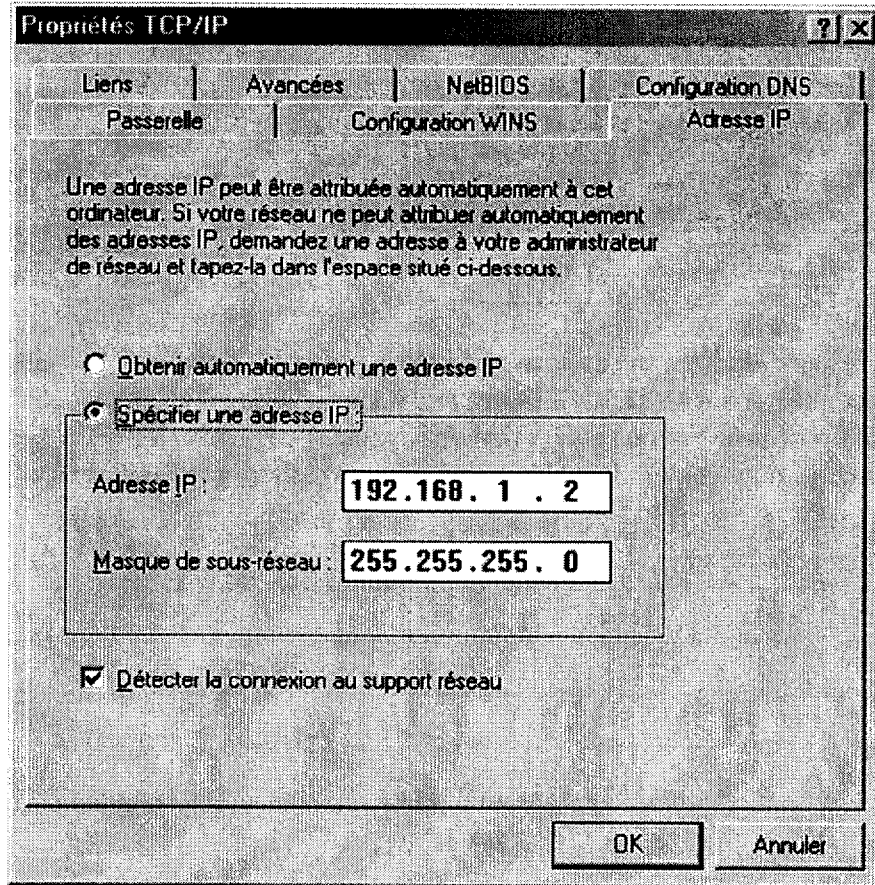 Propriétés TCP/IP
Liens Avancées NetBIOS Configuration DNS
Passerelle Configuration WINS Adresse IP
Une adresse IP peut être attribuée automatiquement à cet
ordinateur. Si votre réseau ne peut attribuer automatiquement
des adresses IP, demandez une adresse à votre administrateur
de réseau et tapez-la dans l'espace situé ci-dessous.
Obtenir automatiquement une adresse IP
Spécifier une adresse IP :
Adresse IP : 192.168. 1 . 2
Masque de sous-réseau : 255.255.255. 0
Détecter la connexion au support réseau
OK Annuler